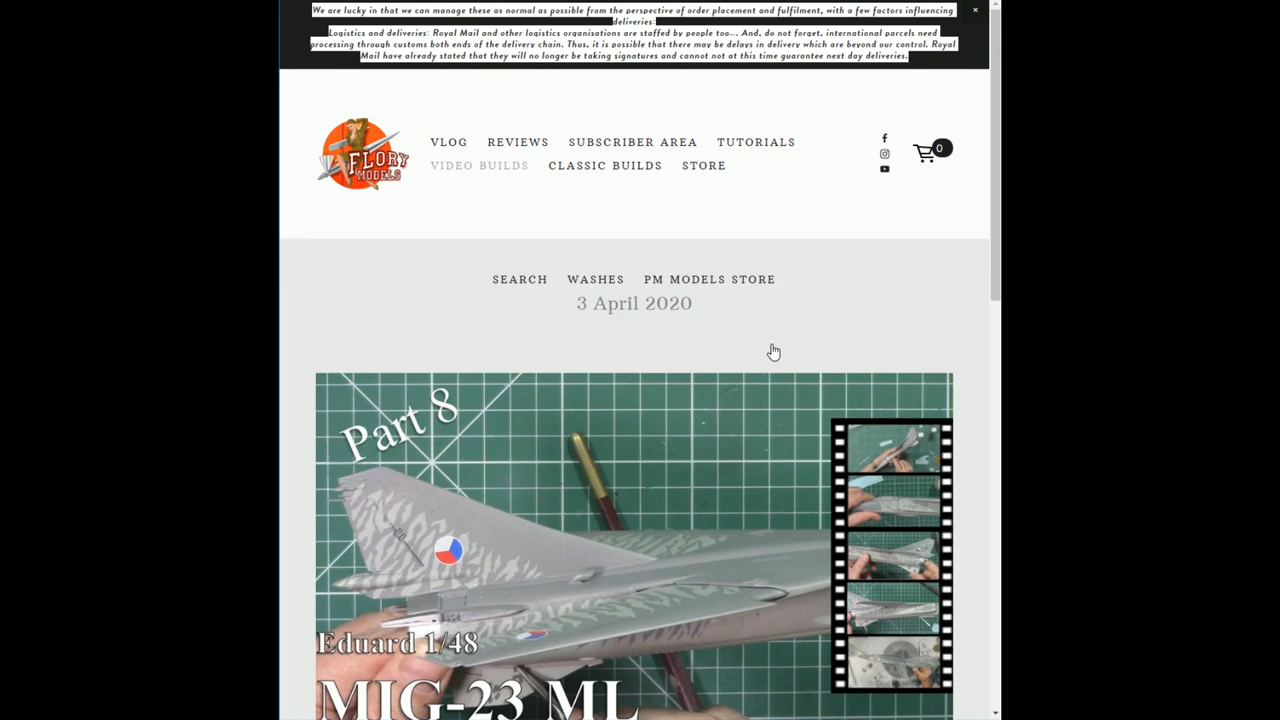 We are lucky in that we can manage these as normal as possible from the perspective of order placement and fulfilment, with a few factors influencing
deliveries:
Logistics and deliveries: Royal Mail and other logistics organisations are staffed by people too.... And, do not forget, international parcels need
processing through customs both ends of the delivery chain. Thus, it is possible that there may be delays in delivery which are beyond our control. Royal
Mail have already stated that they will no longer be taking signatures and cannot not at this time guarantee next day deliveries.
FLORY
MODELS
VLOG REVIEWS SUBSCRIBER AREA TUTORIALS
VIDEO BUILDS CLASSIC BUILDS STORE
0
SEARCH WASHES PM MODELS STORE
3 April 2020
Part 8
Eduard 1/48
MIG-23 ML